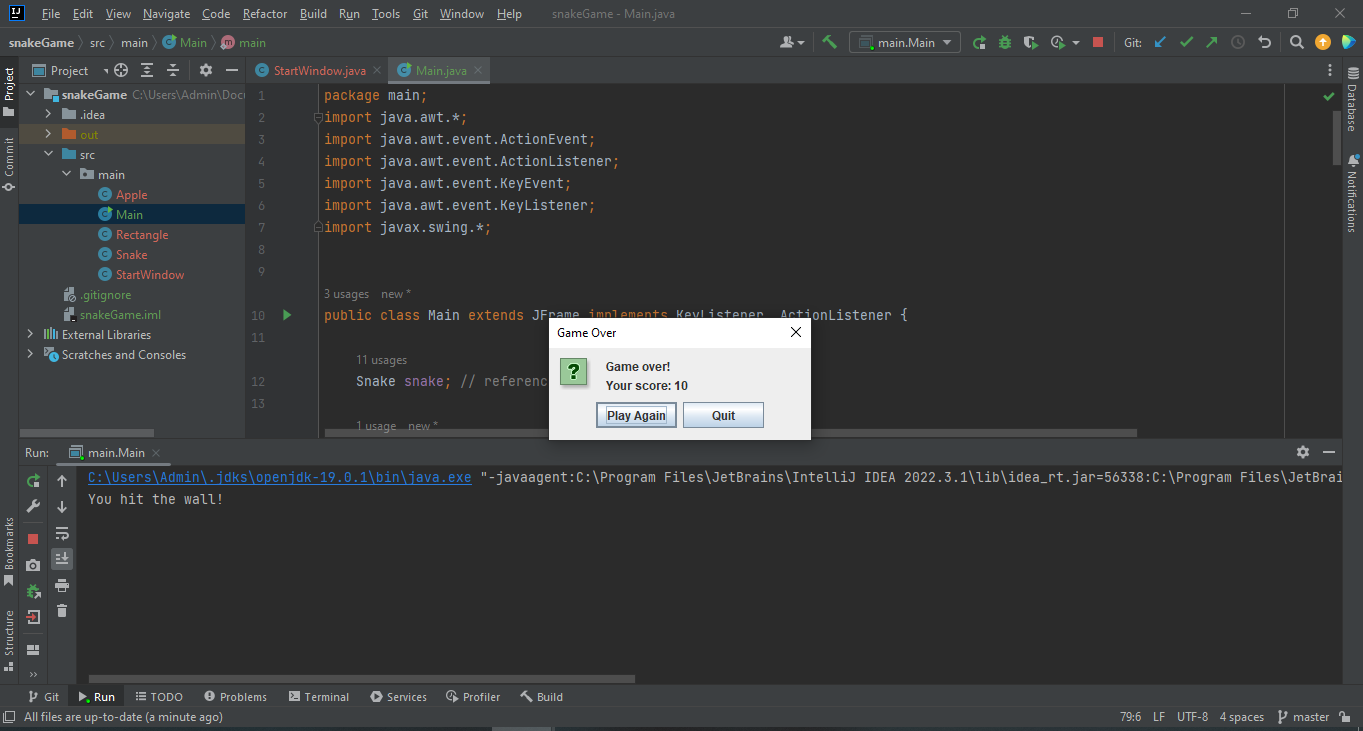 File Edit View Navigate Code Refactor Build Run Tools Git Window Help snakeGame - Main.java
snakeGame src main Main main main.Main Git:
Project
StartWindow.java Main.java
Project
Commit
Bookmarks
Structure
snakeGame C:\Users\Admin\Docu
.idea
out
src
main
Apple
Main
Rectangle
Snake
StartWindow
.gitignore
snakeGame.iml
External Libraries
Scratches and Consoles
1 package main;
2 import java.awt.*;
3 import java.awt.event.ActionEvent;
4 import java.awt.event.ActionListener;
5 import java.awt.event.KeyEvent;
6 import java.awt.event.KeyListener;
7 import javax.swing.*;
8
9
3 usages new *
10 public class Main extends JFrame implements KeyListener, ActionListener {
11
11 usages
12 Snake snake; // referenc
13
1 usage new *
Database
Notifications
Game Over
Game over!
Your score: 10
Play Again Quit
Run: main.Main
C:\Users\Admin\.jdks\openjdk-19.0.1\bin\java.exe "-javaagent:C:\Program Files\JetBrains\IntelliJ IDEA 2022.3.1\lib\idea_rt.jar=56338:C:\Program Files\JetBrai
You hit the wall!
Git Run TODO Problems Terminal Services Profiler Build
All files are up-to-date (a minute ago) 79:6 LF UTF-8 4 spaces master